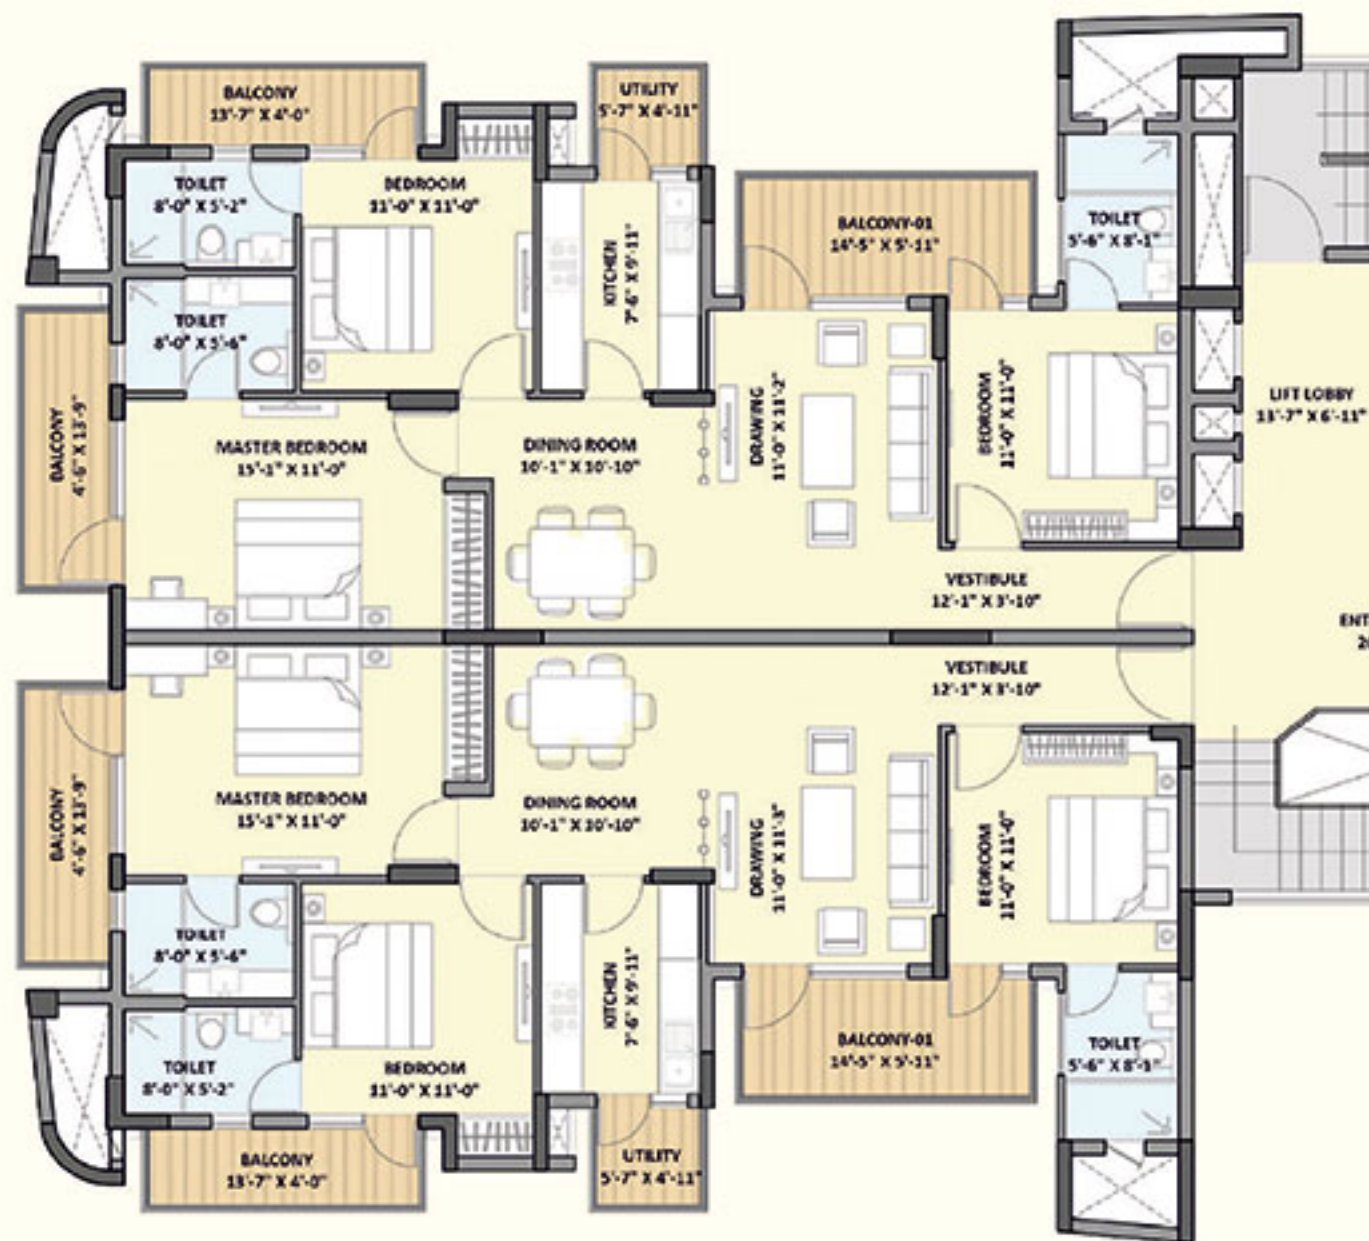 BALCONY
13'-7" X 4'-0"
UTILITY
5'-7" X 4'-11"
TOILET
8'-0" X 5'-2"
BEDROOM
11'-0" X 11'-0"
BALCONY-01
14'-5" X 5'-11"
TOILET
5'-6" X 8'-1"
KITCHEN
7'-6" X 9'-11"
TOILET
8'-0" X 5'-6"
BALCONY
4'-6" X 13'-9"
MASTER BEDROOM
15'-1" X 11'-0"
DINING ROOM
10'-1" X 10'-10"
DRAWING
11'-0" X 11'-2"
BEDROOM
11'-0" X 11'-0"
LIFT LOBBY
13'-7" X 6'-11"
VESTIBULE
12'-1" X 3'-10"
ENT
VESTIBULE
12'-1" X 3'-10"
BALCONY
4'-6" X 13'-9"
MASTER BEDROOM
15'-1" X 11'-0"
DINING ROOM
10'-1" X 10'-10"
DRAWING
11'-0" X 11'-3"
BEDROOM
11'-0" X 11'-0"
TOILET
8'-0" X 5'-6"
KITCHEN
7'-6" X 9'-11"
TOILET
8'-0" X 5'-2"
BEDROOM
11'-0" X 11'-0"
BALCONY-01
14'-5" X 5'-11"
TOILET
5'-6" X 8'-1"
BALCONY
13'-7" X 4'-0"
UTILITY
5'-7" X 4'-11"